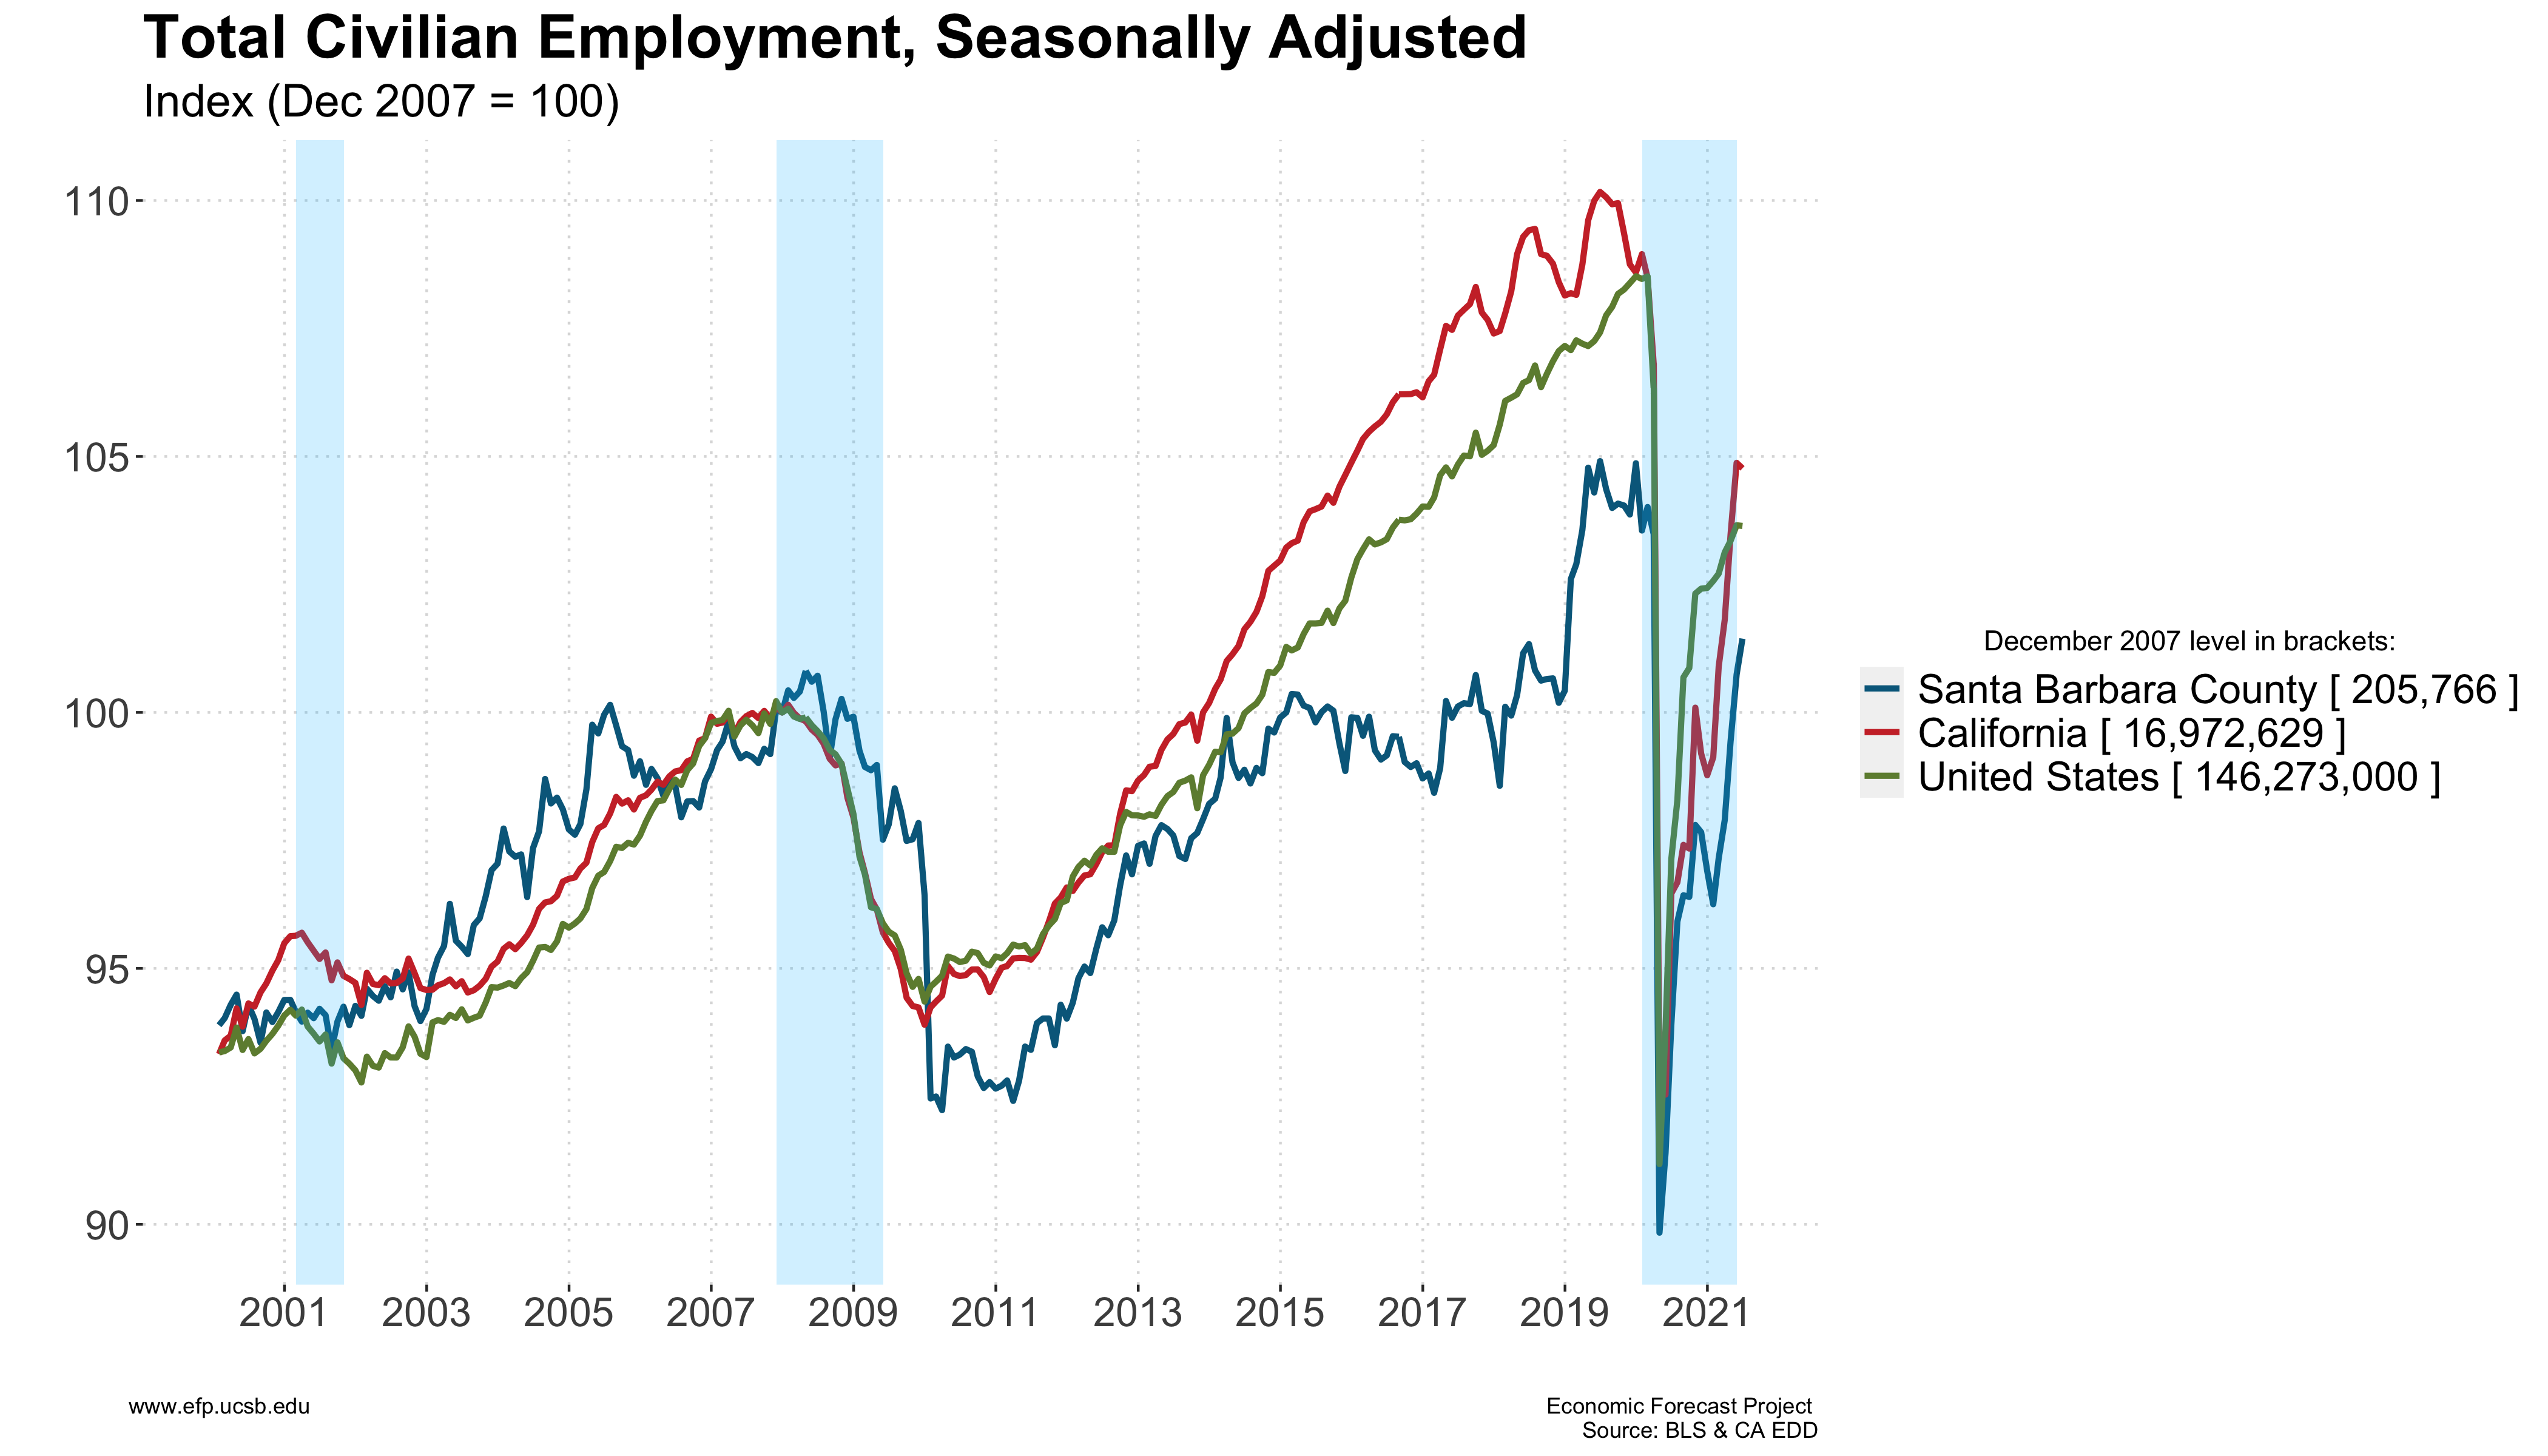 Total Civilian Employment, Seasonally Adjusted
Index (Dec 2007 = 100)
110
105
100
95
90
2001 2003 2005 2007 2009 2011 2013 2015 2017 2019 2021
December 2007 level in brackets:
Santa Barbara County [ 205,766 ]
California [ 16,972,629 ]
United States [ 146,273,000 ]
www.efp.ucsb.edu
Economic Forecast Project
Source: BLS & CA EDD